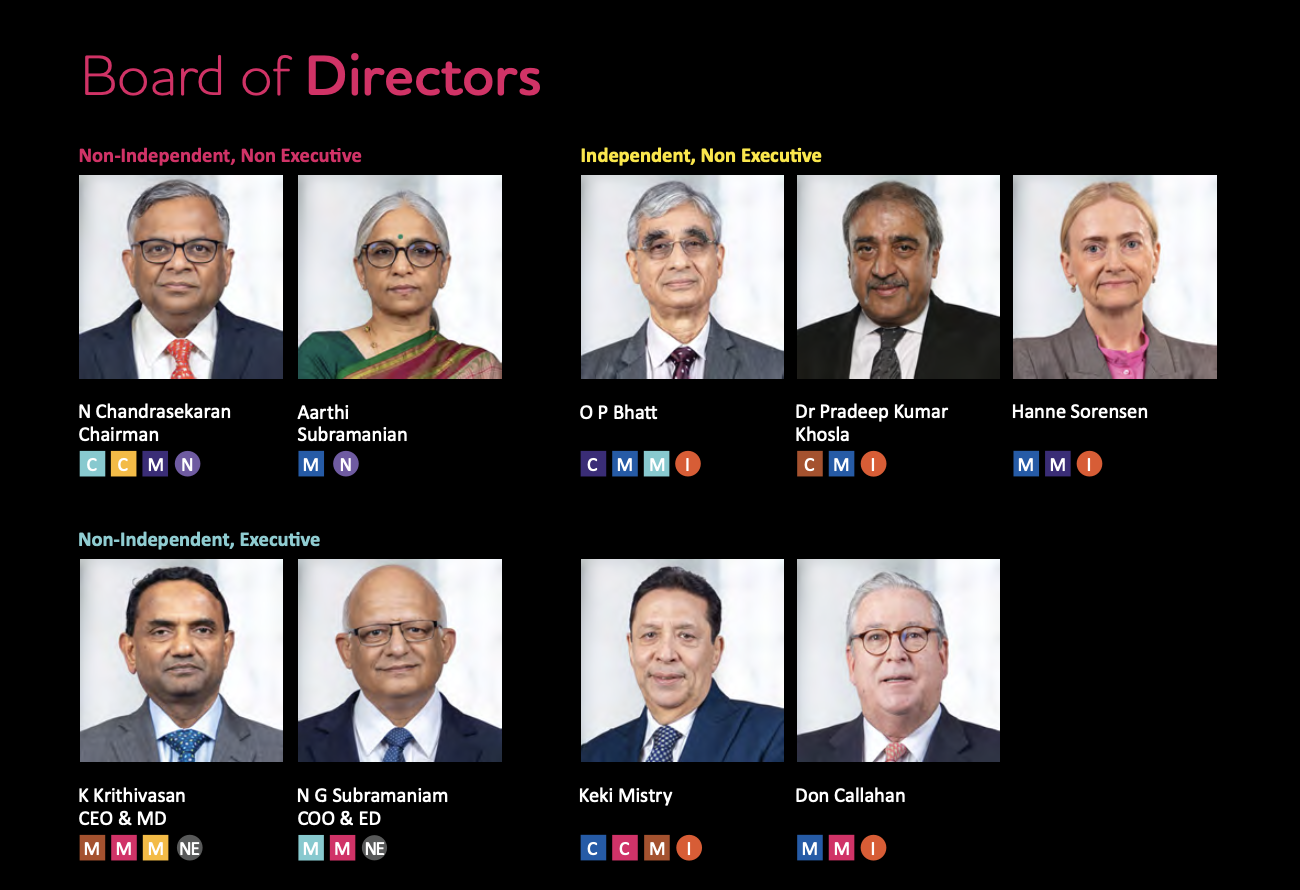 Board of Directors
Non-Independent, Non Executive
N Chandrasekaran
Chairman
C C M N
Aarthi
Subramanian
M N
Independent, Non Executive
O P Bhatt
C M M I
Dr Pradeep Kumar
Khosla
C M I
Hanne Sorensen
M M I
Non-Independent, Executive
K Krithivasan
CEO & MD
M M M NE
N G Subramaniam
COO & ED
M M NE
Keki Mistry
C C M I
Don Callahan
M M I